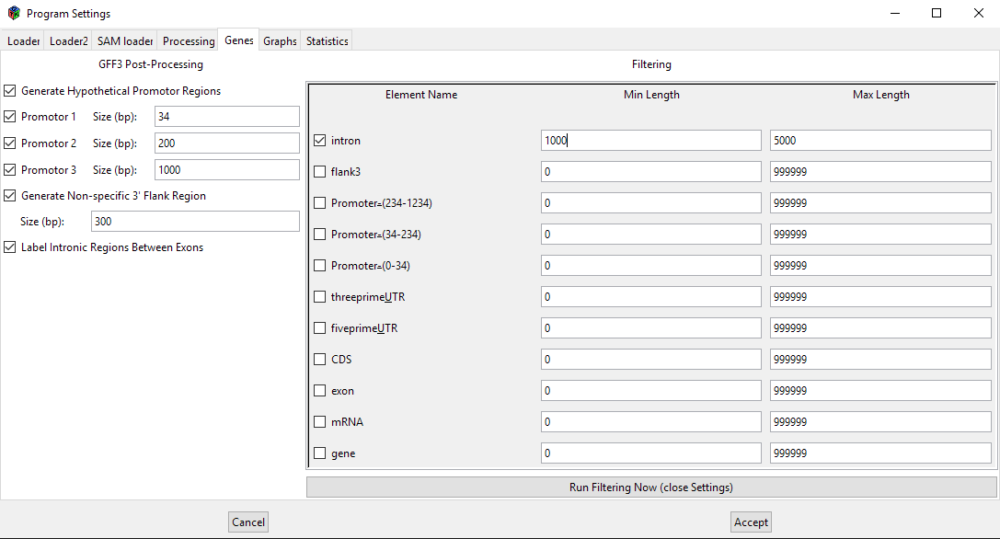 Program Settings
Loader Loader2 SAM loader Processing Genes Graphs Statistics
GFF3 Post-Processing
Generate Hypothetical Promotor Regions
Promotor 1 Size (bp): 34
Promotor 2 Size (bp): 200
Promotor 3 Size (bp): 1000
Generate Non-specific 3' Flank Region
Size (bp): 300
Label Intronic Regions Between Exons
Filtering
Element Name Min Length Max Length
intron 1000 5000
flank3 0 999999
Promoter=(234-1234) 0 999999
Promoter=(34-234) 0 999999
Promoter=(0-34) 0 999999
threeprimeUTR 0 999999
fiveprimeUTR 0 999999
CDS 0 999999
exon 0 999999
mRNA 0 999999
gene 0 999999
Run Filtering Now (close Settings)
Cancel Accept